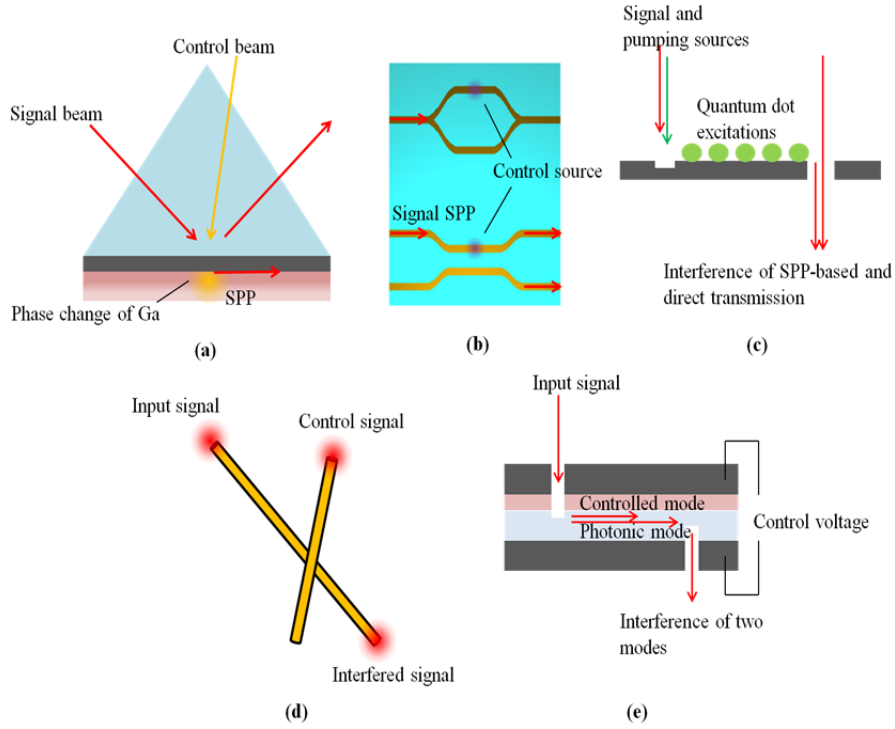 Control beam
Signal beam
SPP
Phase change of Ga
(a)
Control source
Signal SPP
(b)
Signal and
pumping sources
Quantum dot
excitations
Interference of SPP-based and
direct transmission
(c)
Input signal
Control signal
Interfered signal
(d)
Input signal
Controlled mode
Photonic mode
Control voltage
Interference of two
modes
(e)